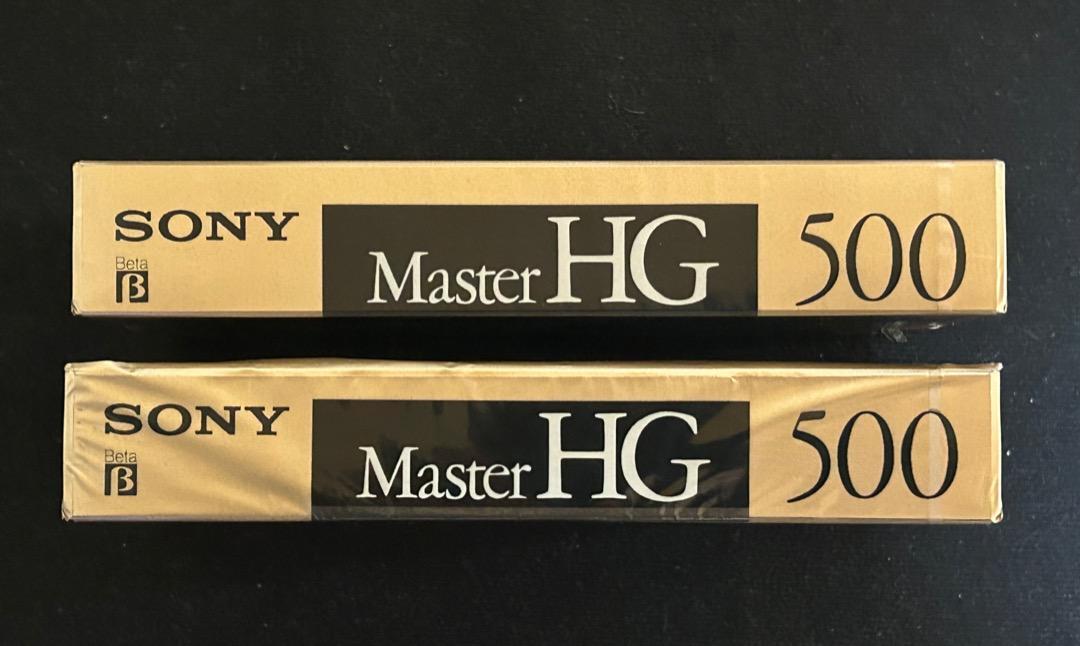 SONY
Beta
β
Master HG
500
SONY
Beta
β
Master HG
500